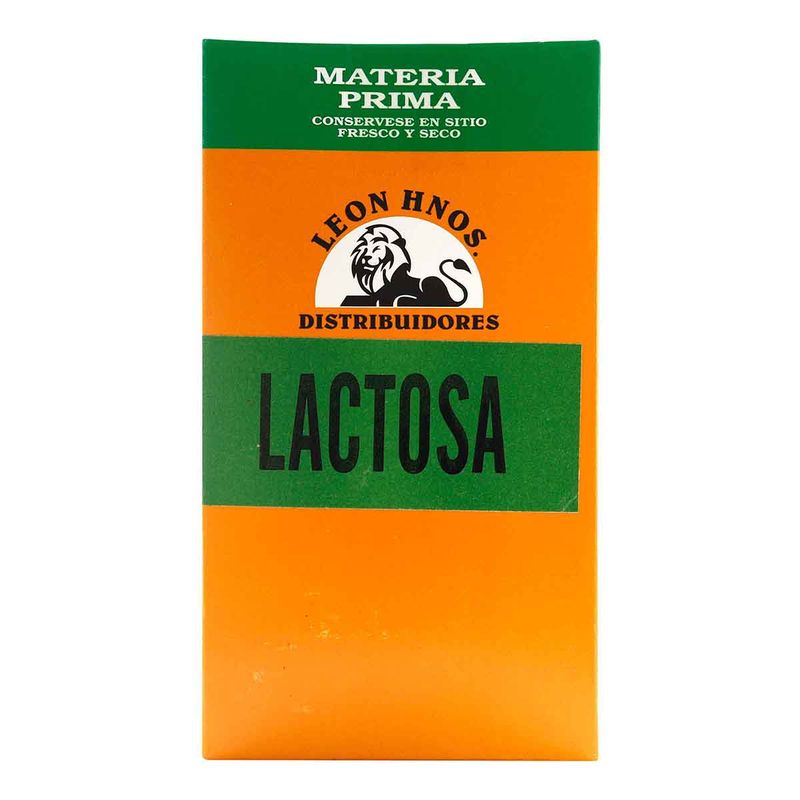 MATERIA
PRIMA
CONSERVESE EN SITIO
FRESCO Y SECO
LEON HNOS.
DISTRIBUIDORES
LACTOSA